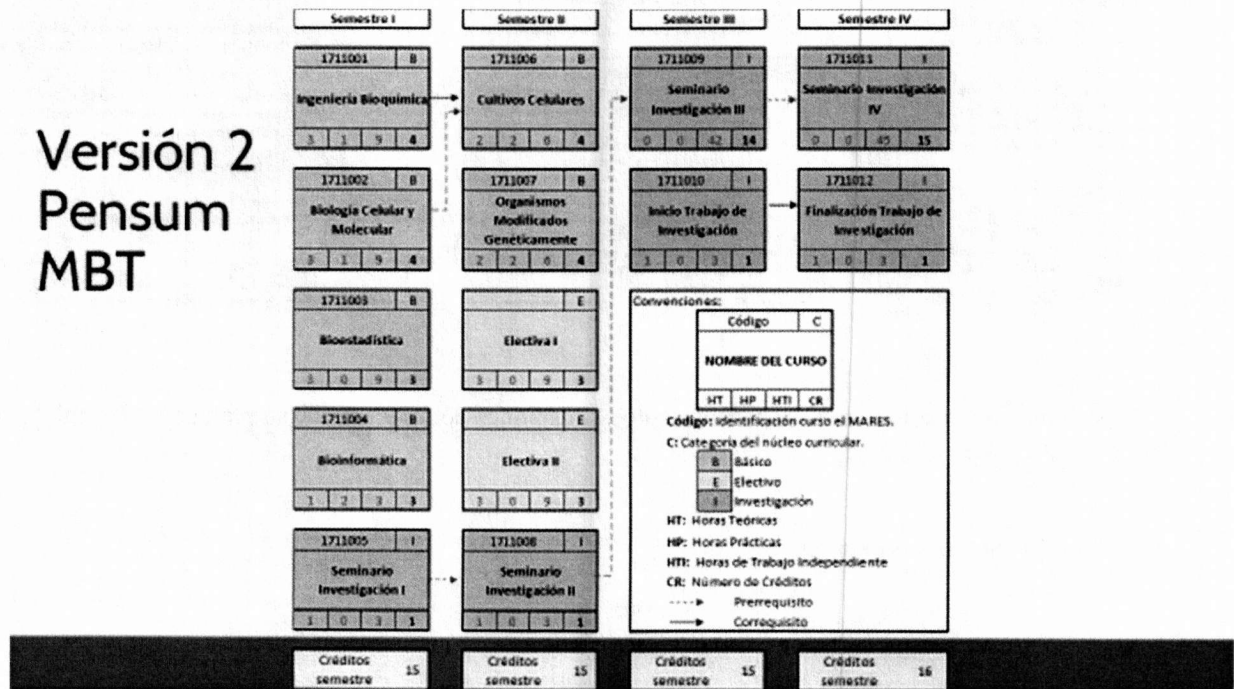 Versión 2
Pensum
MBT
Semestre I
1711001 B
Ingeniería Bioquímica
3 1 9 4
1711002 B
Biología Celular y
Molecular
3 1 9 4
1711003 B
Bioestadística
3 0 9 3
1711004 B
Bioinformática
1 2 3 3
1711005 I
Seminario
Investigación I
1 0 3 1
Créditos
semestre 15
Semestre II
1711006 B
Cultivos Celulares
2 2 6 4
1711007 B
Organismos
Modificados
Genéticamente
2 2 6 4
E
Electiva I
3 0 9 3
E
Electiva II
3 0 9 3
1711008 I
Seminario
Investigación II
1 0 3 1
Créditos
semestre 15
Semestre III
1711009 I
Seminario
Investigación III
0 0 42 14
1711010 I
Inicio Trabajo de
Investigación
1 0 3 1
Créditos
semestre 15
Semestre IV
1711011 I
Seminario Investigación
IV
0 0 45 15
1711012 I
Finalización Trabajo de
Investigación
1 0 3 1
Créditos
semestre 16
Convenciones:
Código C
NOMBRE DEL CURSO
HT HP HTI CR
Código: Identificación curso el MARES.
C: Categoría del núcleo curricular.
B Básico
E Electivo
I Investigación
HT: Horas Teóricas
HP: Horas Prácticas
HTI: Horas de Trabajo Independiente
CR: Número de Créditos
Prerrequisito
Correquisito